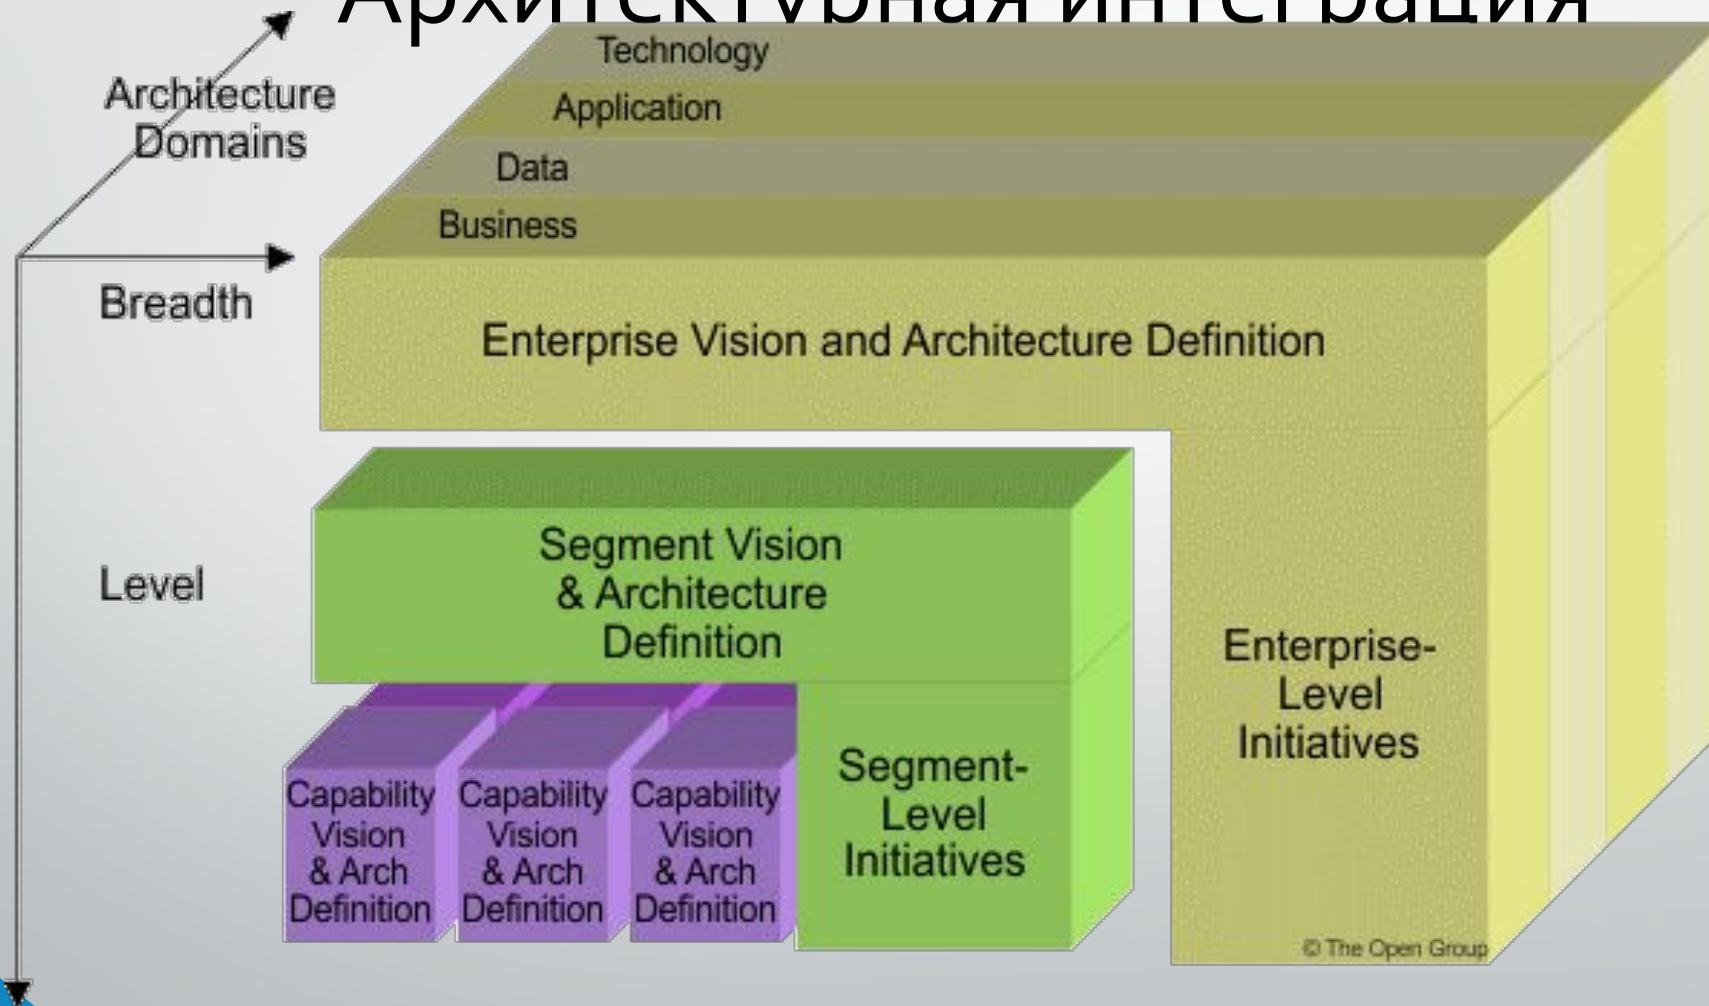 Архитектурная интеграция
Technology
Architecture
Domains
Application
Data
Business
Breadth
Enterprise Vision and Architecture Definition
Level
Segment Vision
& Architecture
Definition
Enterprise-
Level
Initiatives
Segment-
Level
Initiatives
Capability
Vision
& Arch
Definition
Capability
Vision
& Arch
Definition
Capability
Vision
& Arch
Definition
© The Open Group